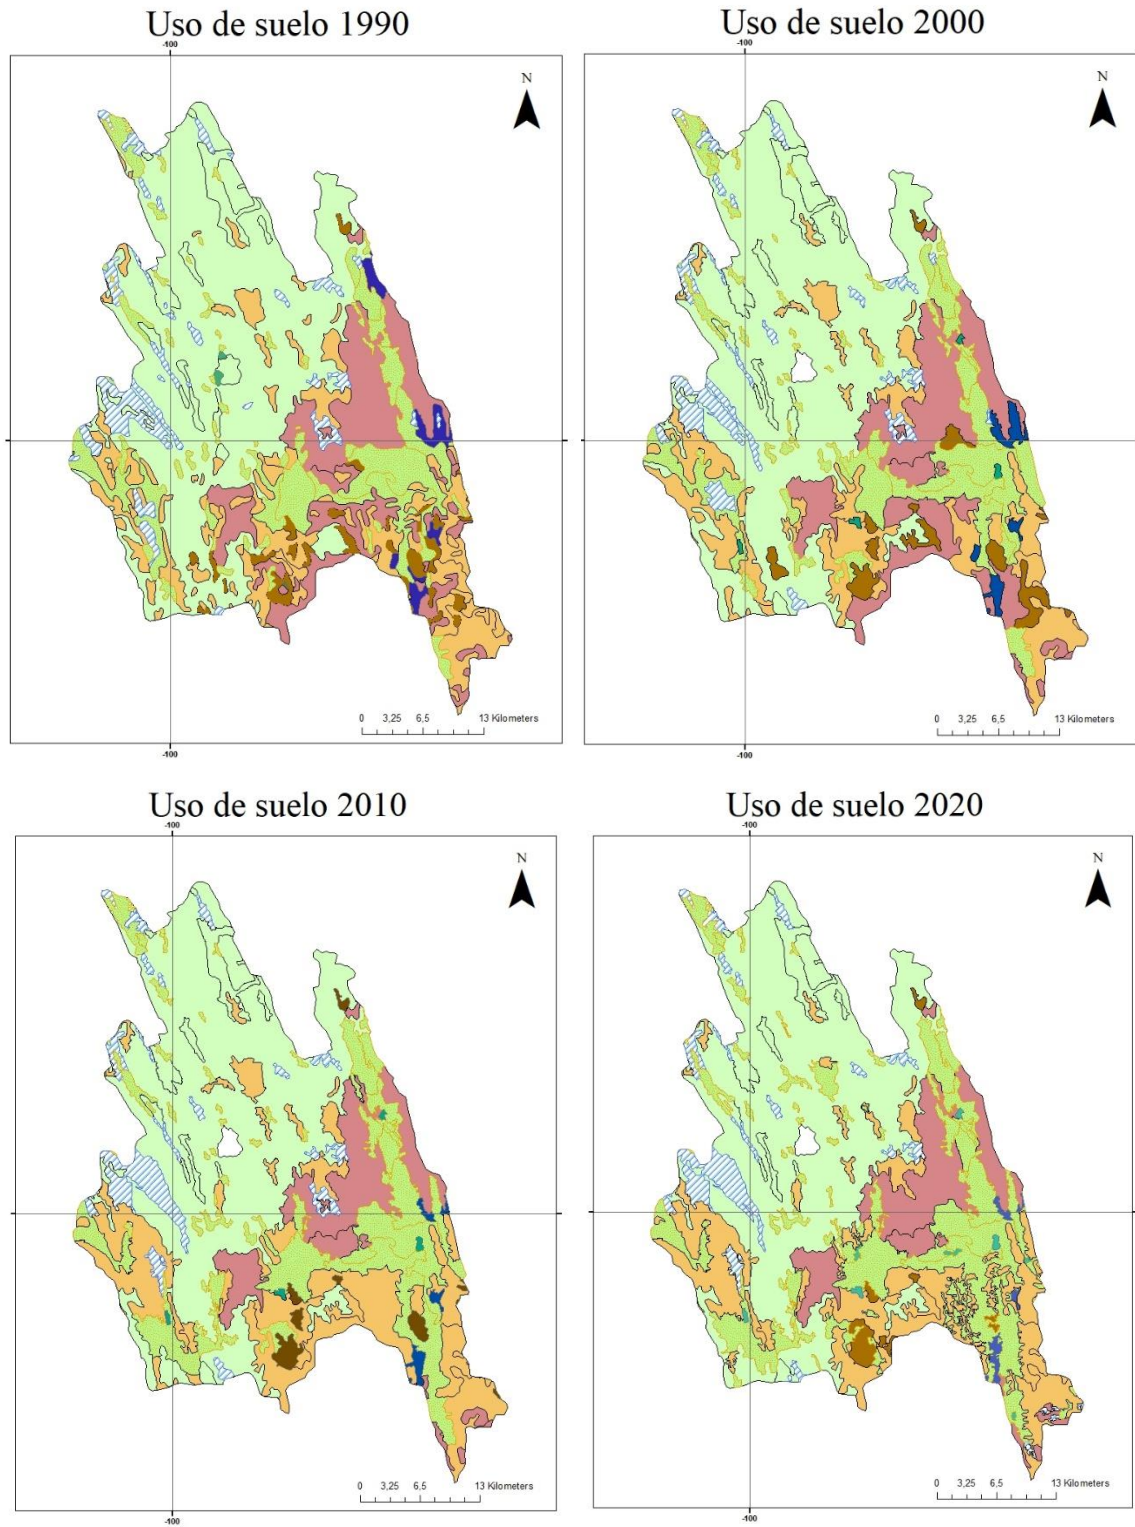 Uso de suelo 1990
-100
N
0 3,25 6,5 13 Kilometers
-100
Uso de suelo 2000
-100
N
0 3,25 6,5 13 Kilometers
-100
Uso de suelo 2010
-100
N
0 3,25 6,5 13 Kilometers
-100
Uso de suelo 2020
-100
N
0 3,25 6,5 13 Kilometers
-100